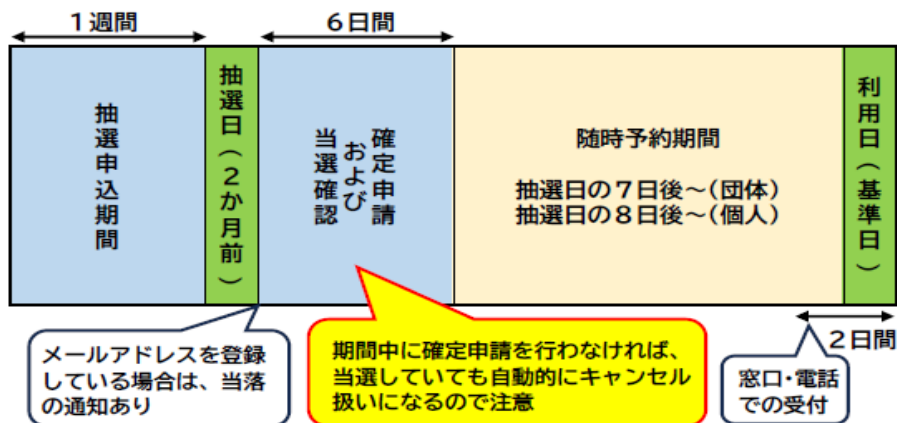 1週間
6日間
抽選申込期間
抽選日(2か月前)
当選確認
および
確定申請
随時予約期間
抽選日の7日後～(団体)
抽選日の8日後～(個人)
利用日(基準日)
2日間
メールアドレスを登録
している場合は、当落
の通知あり
期間中に確定申請を行わなければ、
当選していても自動的にキャンセル
扱いになるので注意
窓口・電話
での受付